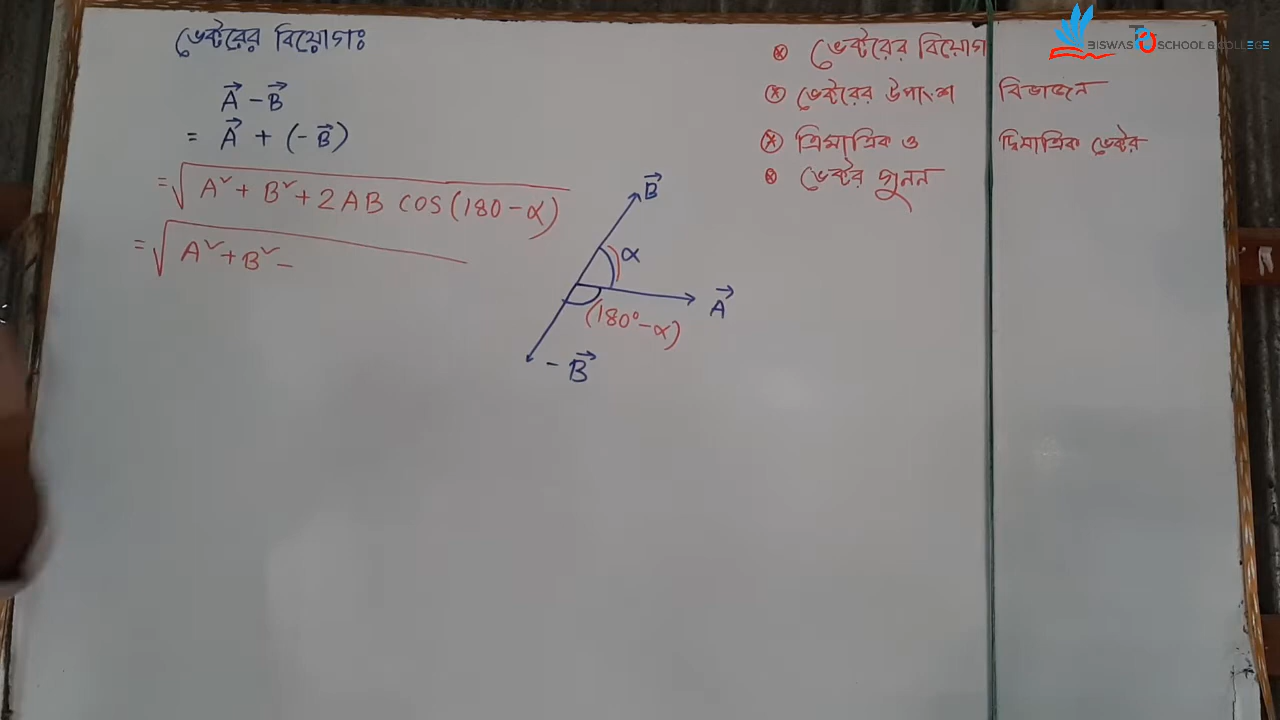 ভেক্টরের বিয়োগঃ
A⃗ - B⃗
= A⃗ + (- B⃗)
= √A² + B² + 2AB cos(180 - α)
= √A² + B² -
B⃗
α
A⃗
(180° - α)
- B⃗
ভেক্টরের বিয়োগ
ভেক্টরের উপাংশ বিভাজন
ত্রিমাত্রিক ও দ্বিমাত্রিক ভেক্টর
ভেক্টর গুনন
BISWAS SCHOOL & COLLEGE